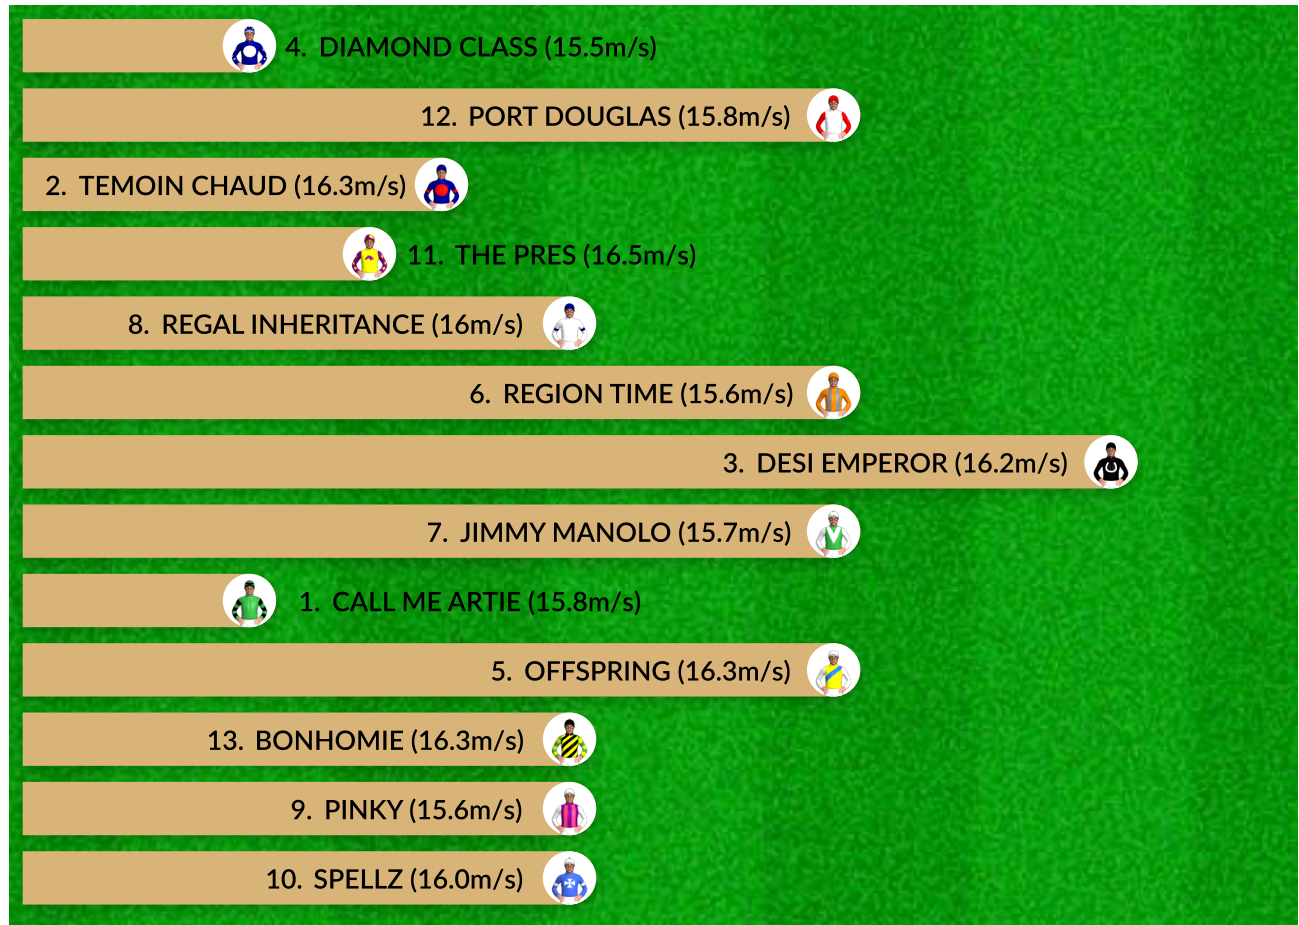 4. DIAMOND CLASS (15.5m/s)
12. PORT DOUGLAS (15.8m/s)
2. TEMOIN CHAUD (16.3m/s)
11. THE PRES (16.5m/s)
8. REGAL INHERITANCE (16m/s)
6. REGION TIME (15.6m/s)
3. DESI EMPEROR (16.2m/s)
7. JIMMY MANOLO (15.7m/s)
1. CALL ME ARTIE (15.8m/s)
5. OFFSPRING (16.3m/s)
13. BONHOMIE (16.3m/s)
9. PINKY (15.6m/s)
10. SPELLZ (16.0m/s)